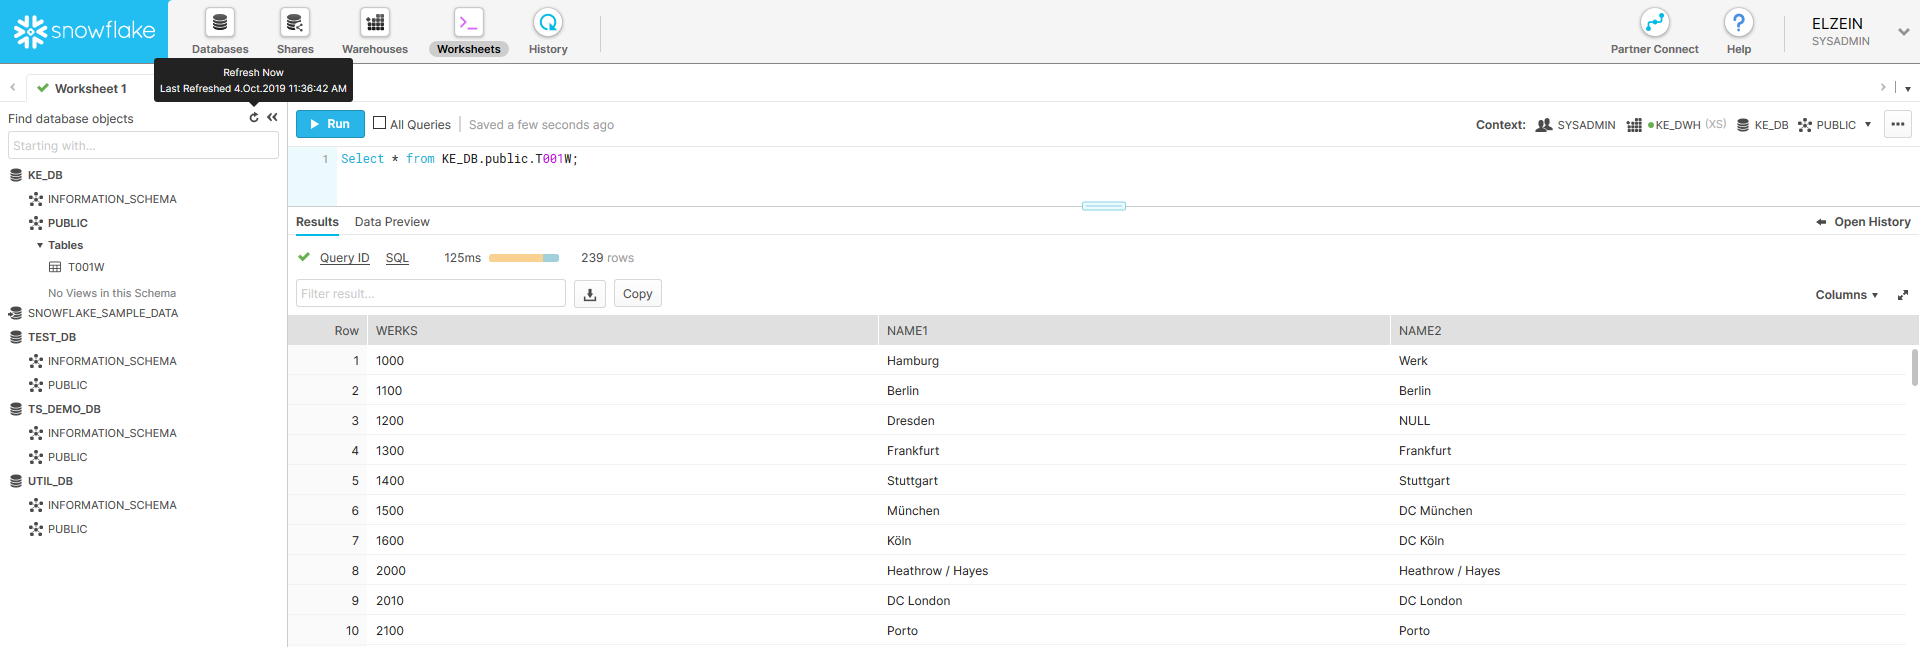 snowflake
Databases
Shares
Warehouses
Worksheets
History
Partner Connect
Help
ELZEIN
SYSADMIN
Refresh Now
Last Refreshed 4.Oct.2019 11:36:42 AM
Worksheet 1
Find database objects
Starting with...
KE_DB
INFORMATION_SCHEMA
PUBLIC
Tables
T001W
No Views in this Schema
SNOWFLAKE_SAMPLE_DATA
TEST_DB
INFORMATION_SCHEMA
PUBLIC
TS_DEMO_DB
INFORMATION_SCHEMA
PUBLIC
UTIL_DB
INFORMATION_SCHEMA
PUBLIC
Run All Queries Saved a few seconds ago
Context: SYSADMIN KE_DWH (XS) KE_DB PUBLIC
1 Select * from KE_DB.public.T001W;
Results Data Preview Open History
Query ID SQL 125ms 239 rows
Filter result... Copy Columns
Row WERKS NAME1 NAME2
1 1000 Hamburg Werk
2 1100 Berlin Berlin
3 1200 Dresden NULL
4 1300 Frankfurt Frankfurt
5 1400 Stuttgart Stuttgart
6 1500 München DC München
7 1600 Köln DC Köln
8 2000 Heathrow / Hayes Heathrow / Hayes
9 2010 DC London DC London
10 2100 Porto Porto